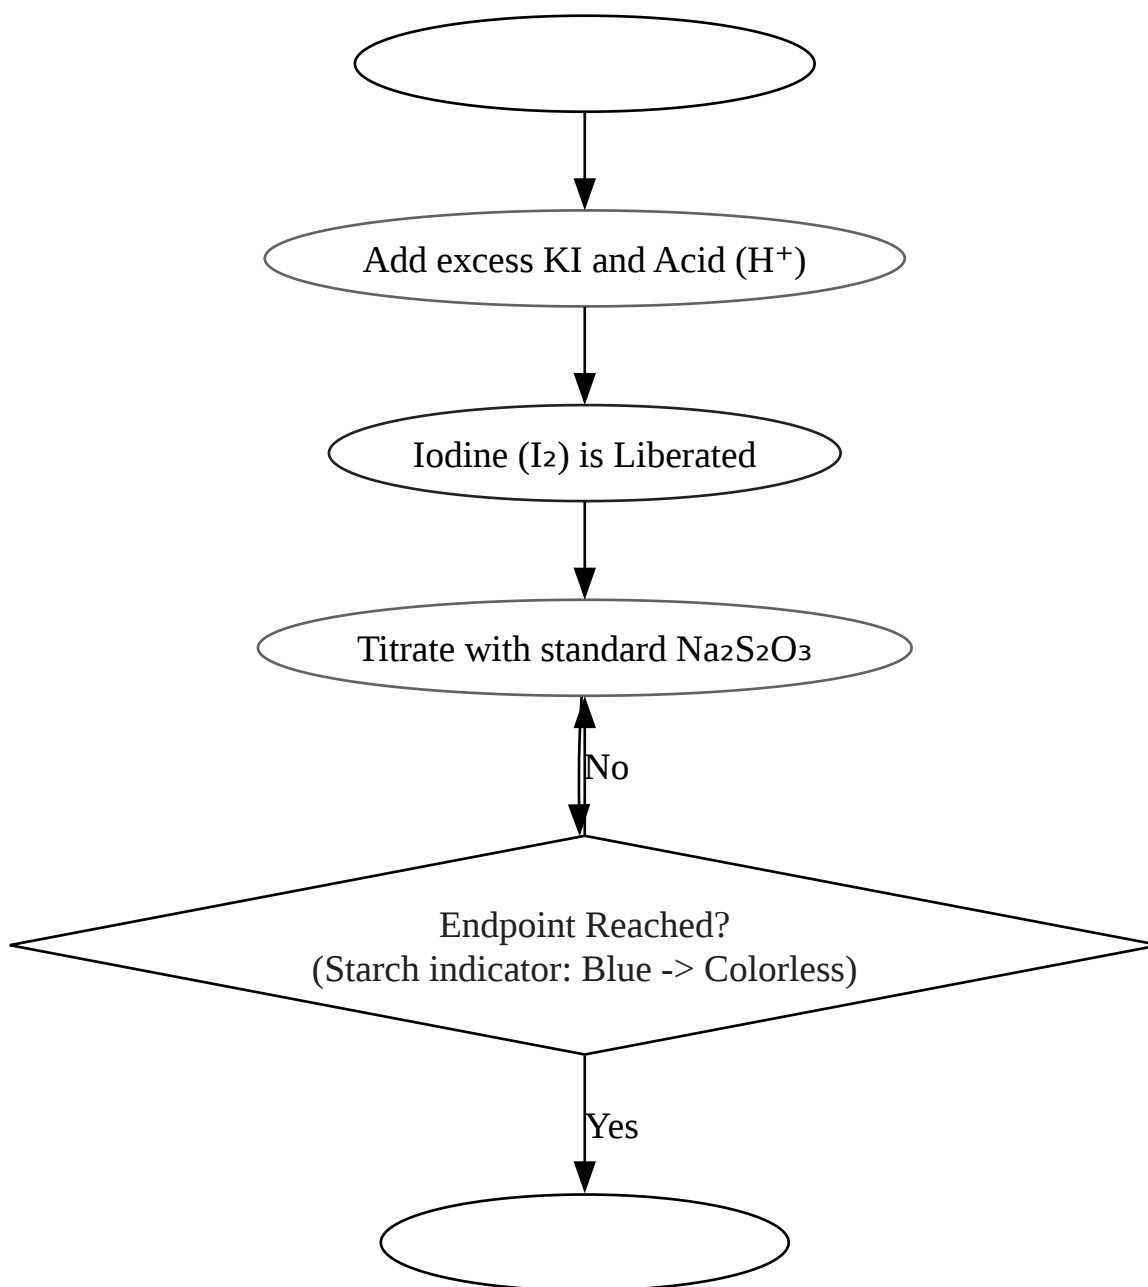 Add excess KI and Acid (H⁺)
Iodine (I₂) is Liberated
Titrate with standard Na₂S₂O₃
No
Endpoint Reached?
(Starch indicator: Blue -> Colorless)
Yes